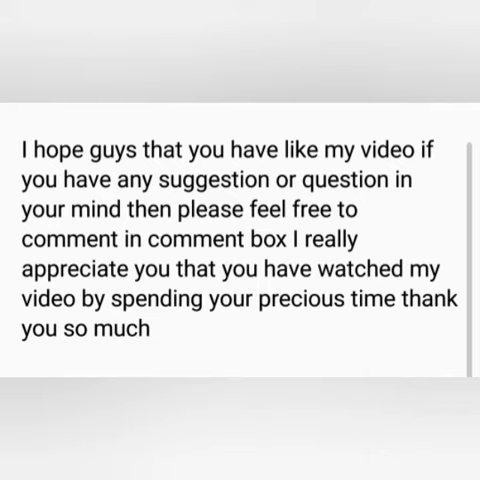 I hope guys that you have like my video if
you have any suggestion or question in
your mind then please feel free to
comment in comment box I really
appreciate you that you have watched my
video by spending your precious time thank
you so much